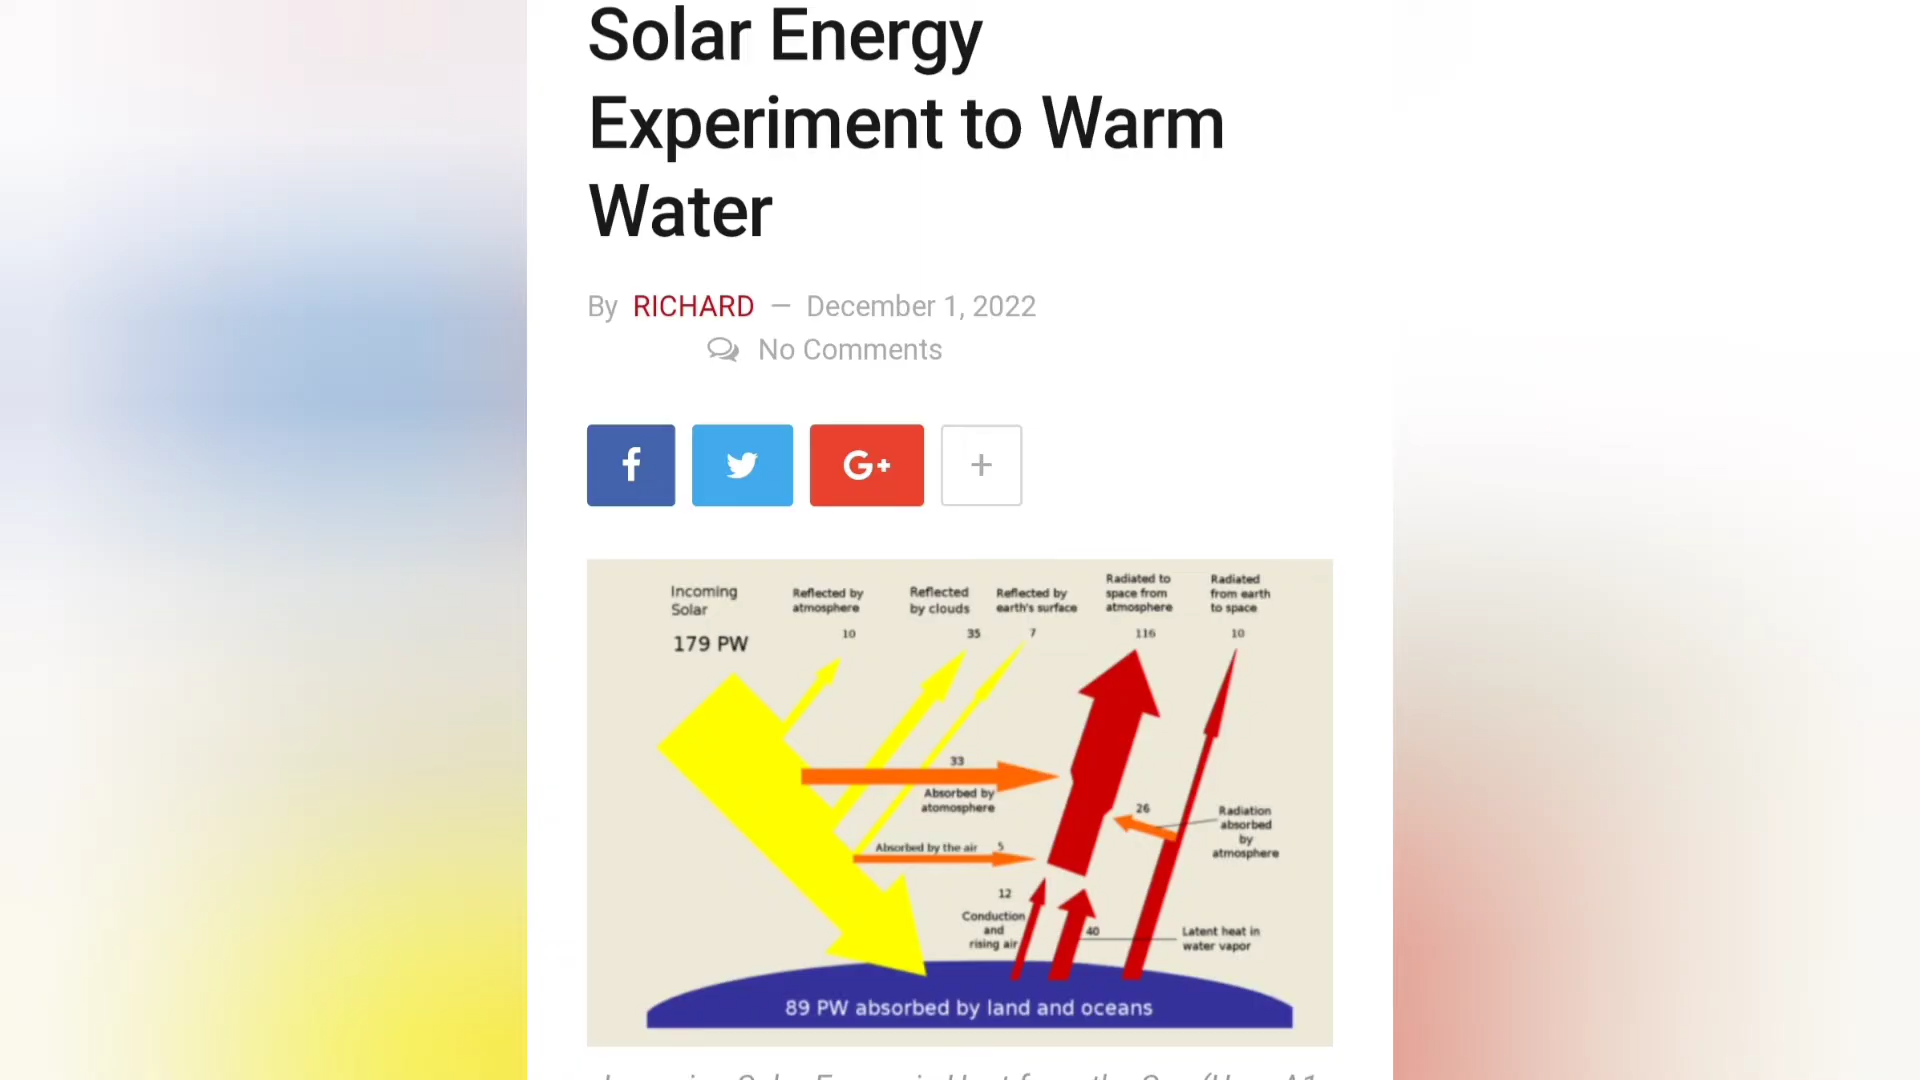 Solar Energy
Experiment to Warm
Water
By RICHARD — December 1, 2022
No Comments
f
G+
+
Incoming
Solar
179 PW
Reflected by
atmosphere
10
Reflected
by clouds
35
Reflected by
earth's surface
7
Radiated to
space from
atmosphere
116
Radiated
from earth
to space
10
33
Absorbed by
atomosphere
26
Radiation
absorbed
by
atmosphere
Absorbed by the air 5
12
Conduction
and
rising air
40
Latent heat in
water vapor
89 PW absorbed by land and oceans